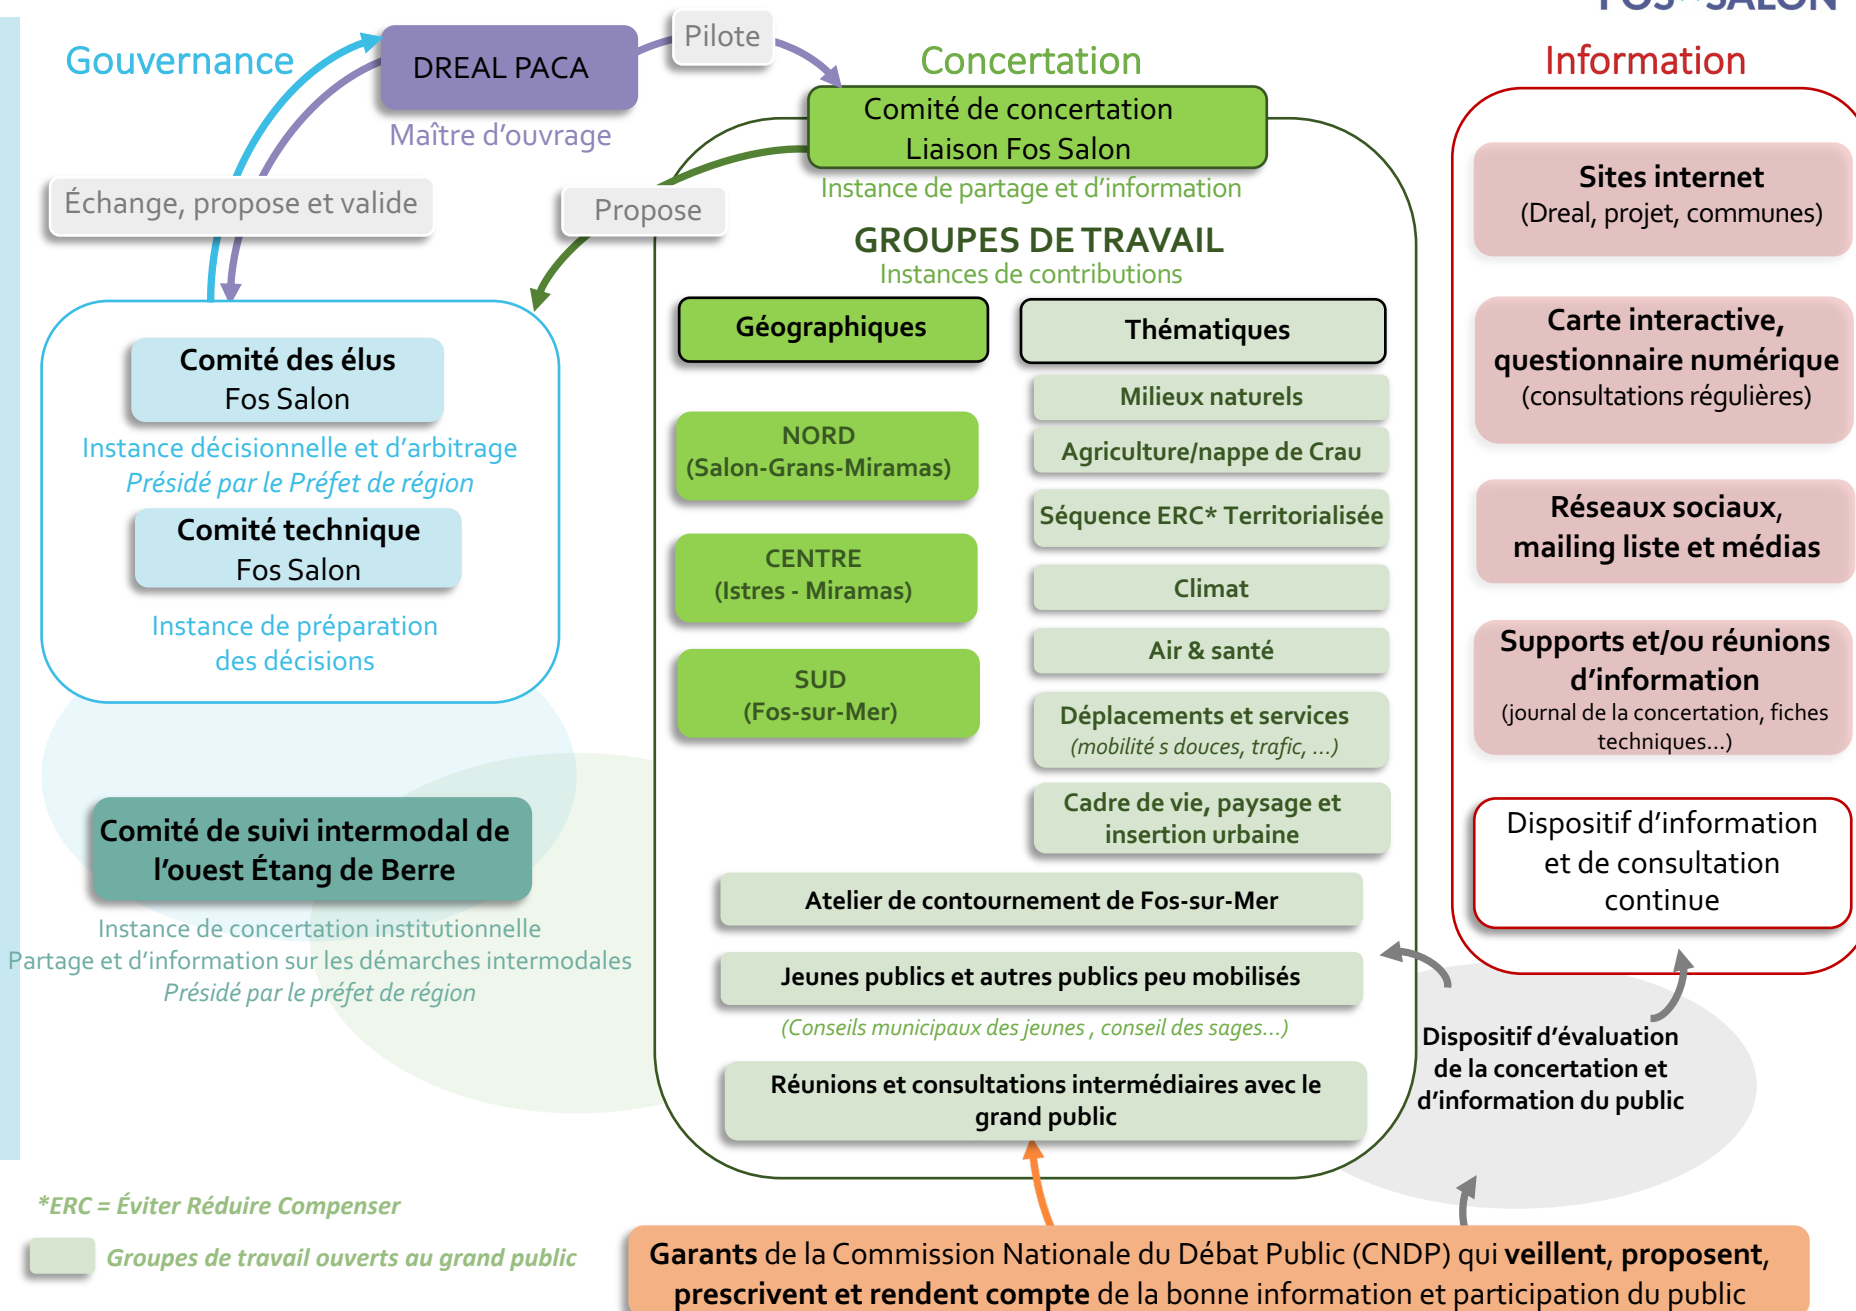 FOS SALON
Gouvernance
DREAL PACA
Maître d'ouvrage
Pilote
Échange, propose et valide
Propose
Comité des élus
Fos Salon
Instance décisionnelle et d'arbitrage
Présidé par le Préfet de région
Comité technique
Fos Salon
Instance de préparation
des décisions
Comité de suivi intermodal de
l'ouest Étang de Berre
Instance de concertation institutionnelle
Partage et d'information sur les démarches intermodales
Présidé par le préfet de région
Concertation
Comité de concertation
Liaison Fos Salon
Instance de partage et d'information
GROUPES DE TRAVAIL
Instances de contributions
Géographiques
NORD
(Salon-Grans-Miramas)
CENTRE
(Istres - Miramas)
SUD
(Fos-sur-Mer)
Thématiques
Milieux naturels
Agriculture/nappe de Crau
Séquence ERC* Territorialisée
Climat
Air & santé
Déplacements et services
(mobilité s douces, trafic, ...)
Cadre de vie, paysage et
insertion urbaine
Atelier de contournement de Fos-sur-Mer
Jeunes publics et autres publics peu mobilisés
(Conseils municipaux des jeunes , conseil des sages...)
Réunions et consultations intermédiaires avec le
grand public
Information
Sites internet
(Dreal, projet, communes)
Carte interactive,
questionnaire numérique
(consultations régulières)
Réseaux sociaux,
mailing liste et médias
Supports et/ou réunions
d'information
(journal de la concertation, fiches
techniques...)
Dispositif d'information
et de consultation
continue
Dispositif d'évaluation
de la concertation et
d'information du public
*ERC = Éviter Réduire Compenser
Groupes de travail ouverts au grand public
Garants de la Commission Nationale du Débat Public (CNDP) qui veillent, proposent,
prescrivent et rendent compte de la bonne information et participation du public